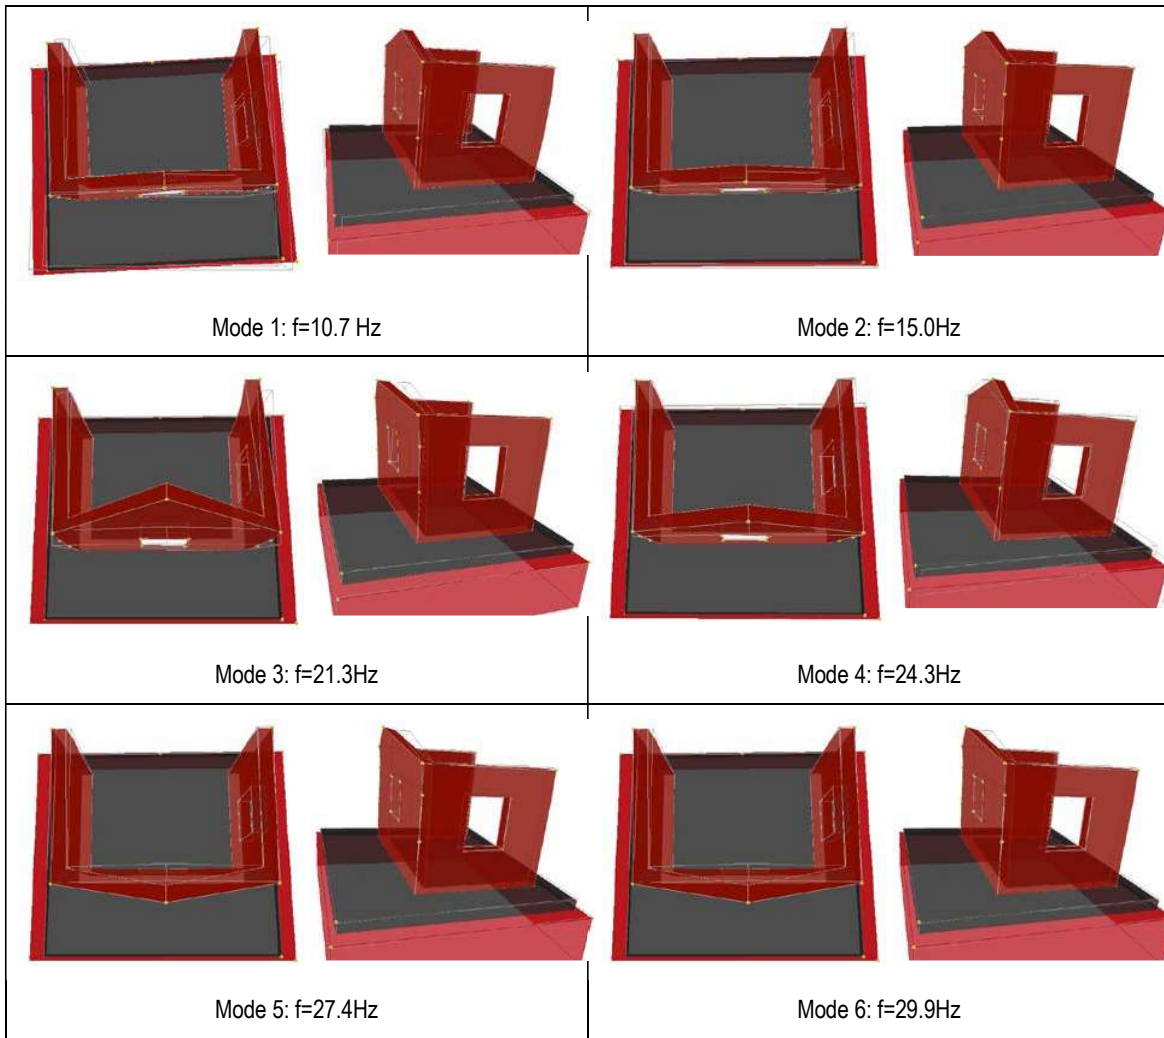 Mode 1: f=10.7 Hz
Mode 2: f=15.0Hz
Mode 3: f=21.3Hz
Mode 4: f=24.3Hz
Mode 5: f=27.4Hz
Mode 6: f=29.9Hz